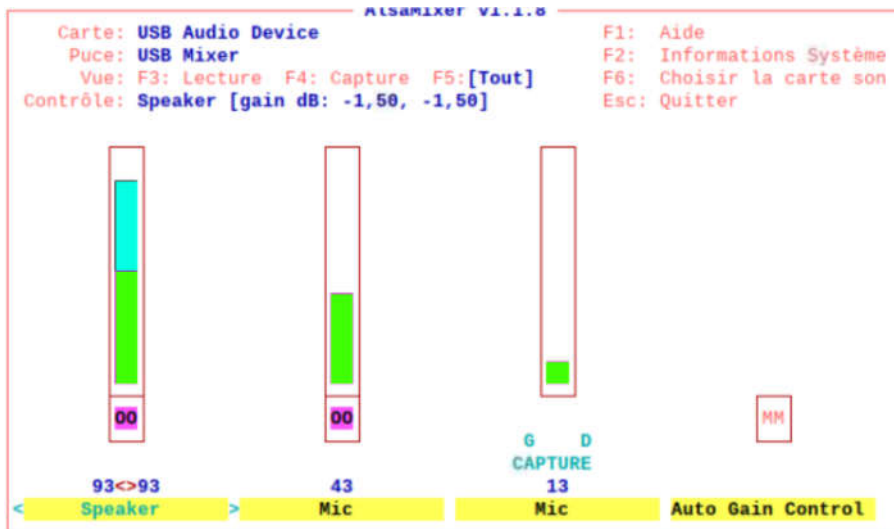 AlsaMixer v1.1.8
Carte: USB Audio Device F1: Aide
Puce: USB Mixer F2: Informations Système
Vue: F3: Lecture F4: Capture F5:[Tout] F6: Choisir la carte son
Contrôle: Speaker [gain dB: -1,50, -1,50] Esc: Quitter
OO OO MM
G D
CAPTURE
93<>93 43 13
< Speaker > Mic Mic Auto Gain Control